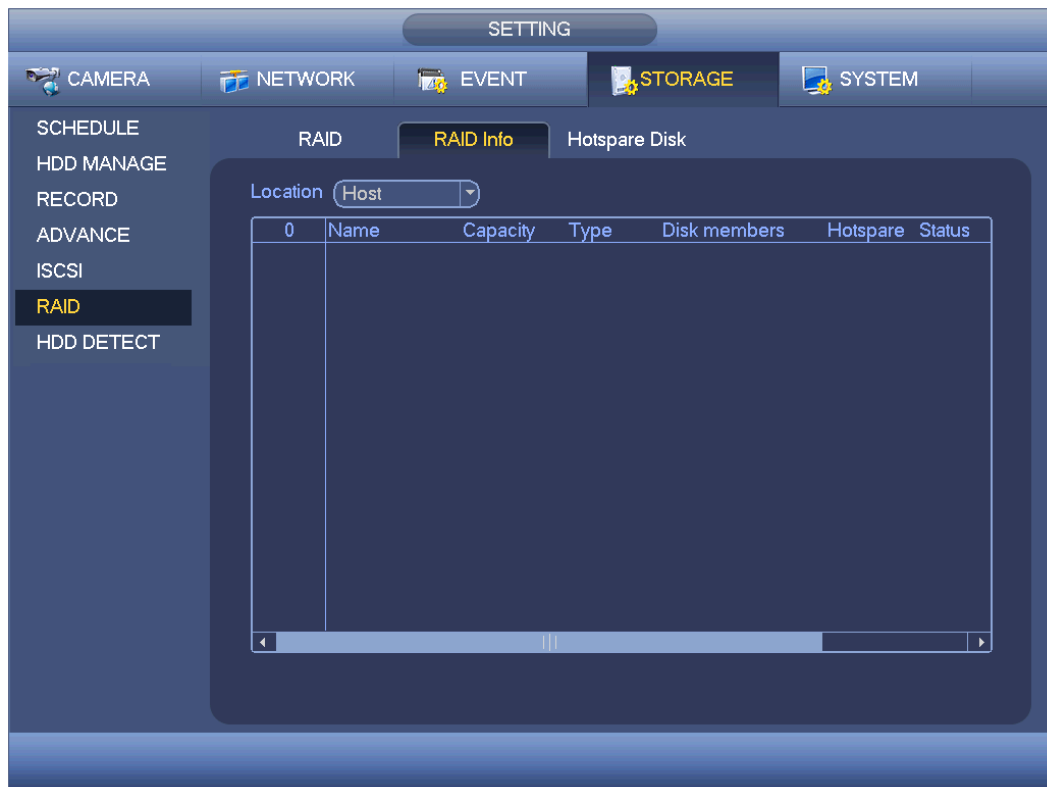 SETTING
CAMERA NETWORK EVENT STORAGE SYSTEM
SCHEDULE
HDD MANAGE
RECORD
ADVANCE
ISCSI
RAID
HDD DETECT
RAID RAID Info Hotspare Disk
Location Host
0 Name Capacity Type Disk members Hotspare Status